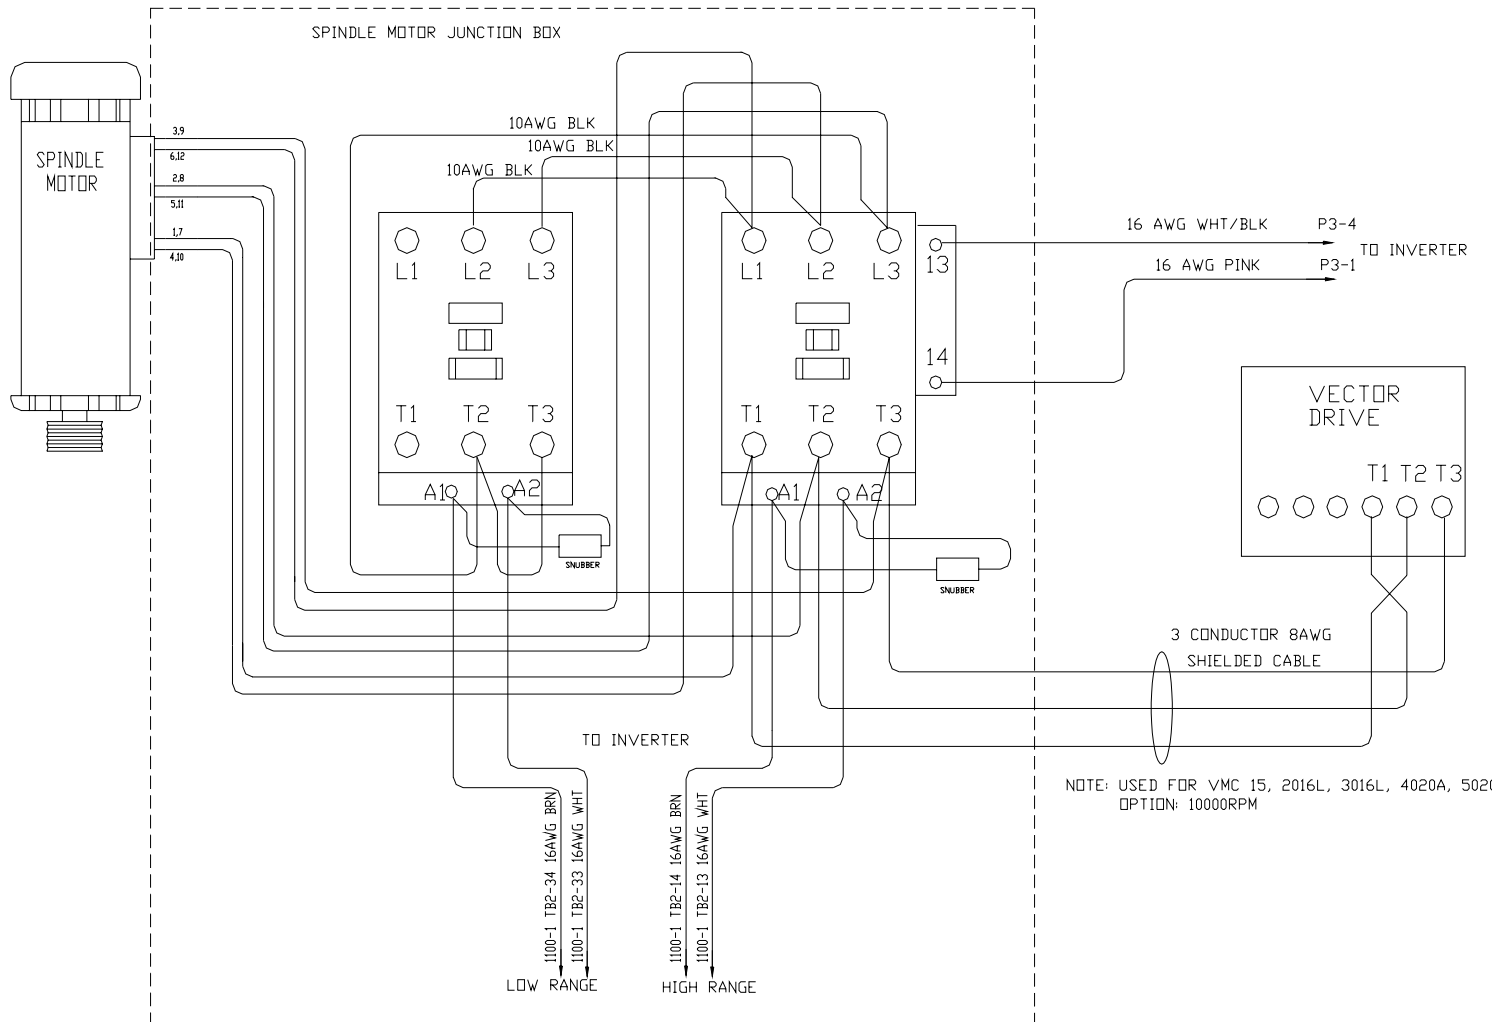 SPINDLE MOTOR JUNCTION BOX
SPINDLE
MOTOR
3,9
6,12
2,8
5,11
1,7
4,10
10AWG BLK
10AWG BLK
10AWG BLK
L1 L2 L3
T1 T2 T3
A1 A2
SNUBBER
L1 L2 L3
13
14
T1 T2 T3
A1 A2
SNUBBER
16 AWG WHT/BLK P3-4
TO INVERTER
16 AWG PINK P3-1
VECTOR
DRIVE
T1 T2 T3
3 CONDUCTOR 8AWG
SHIELDED CABLE
TO INVERTER
NOTE: USED FOR VMC 15, 2016L, 3016L, 4020A,
OPTION: 10000RPM
1100-1 TB2-34 16AWG BRN
1100-1 TB2-33 16AWG WHT
1100-1 TB2-14 16AWG BRN
1100-1 TB2-13 16AWG WHT
LOW RANGE
HIGH RANGE